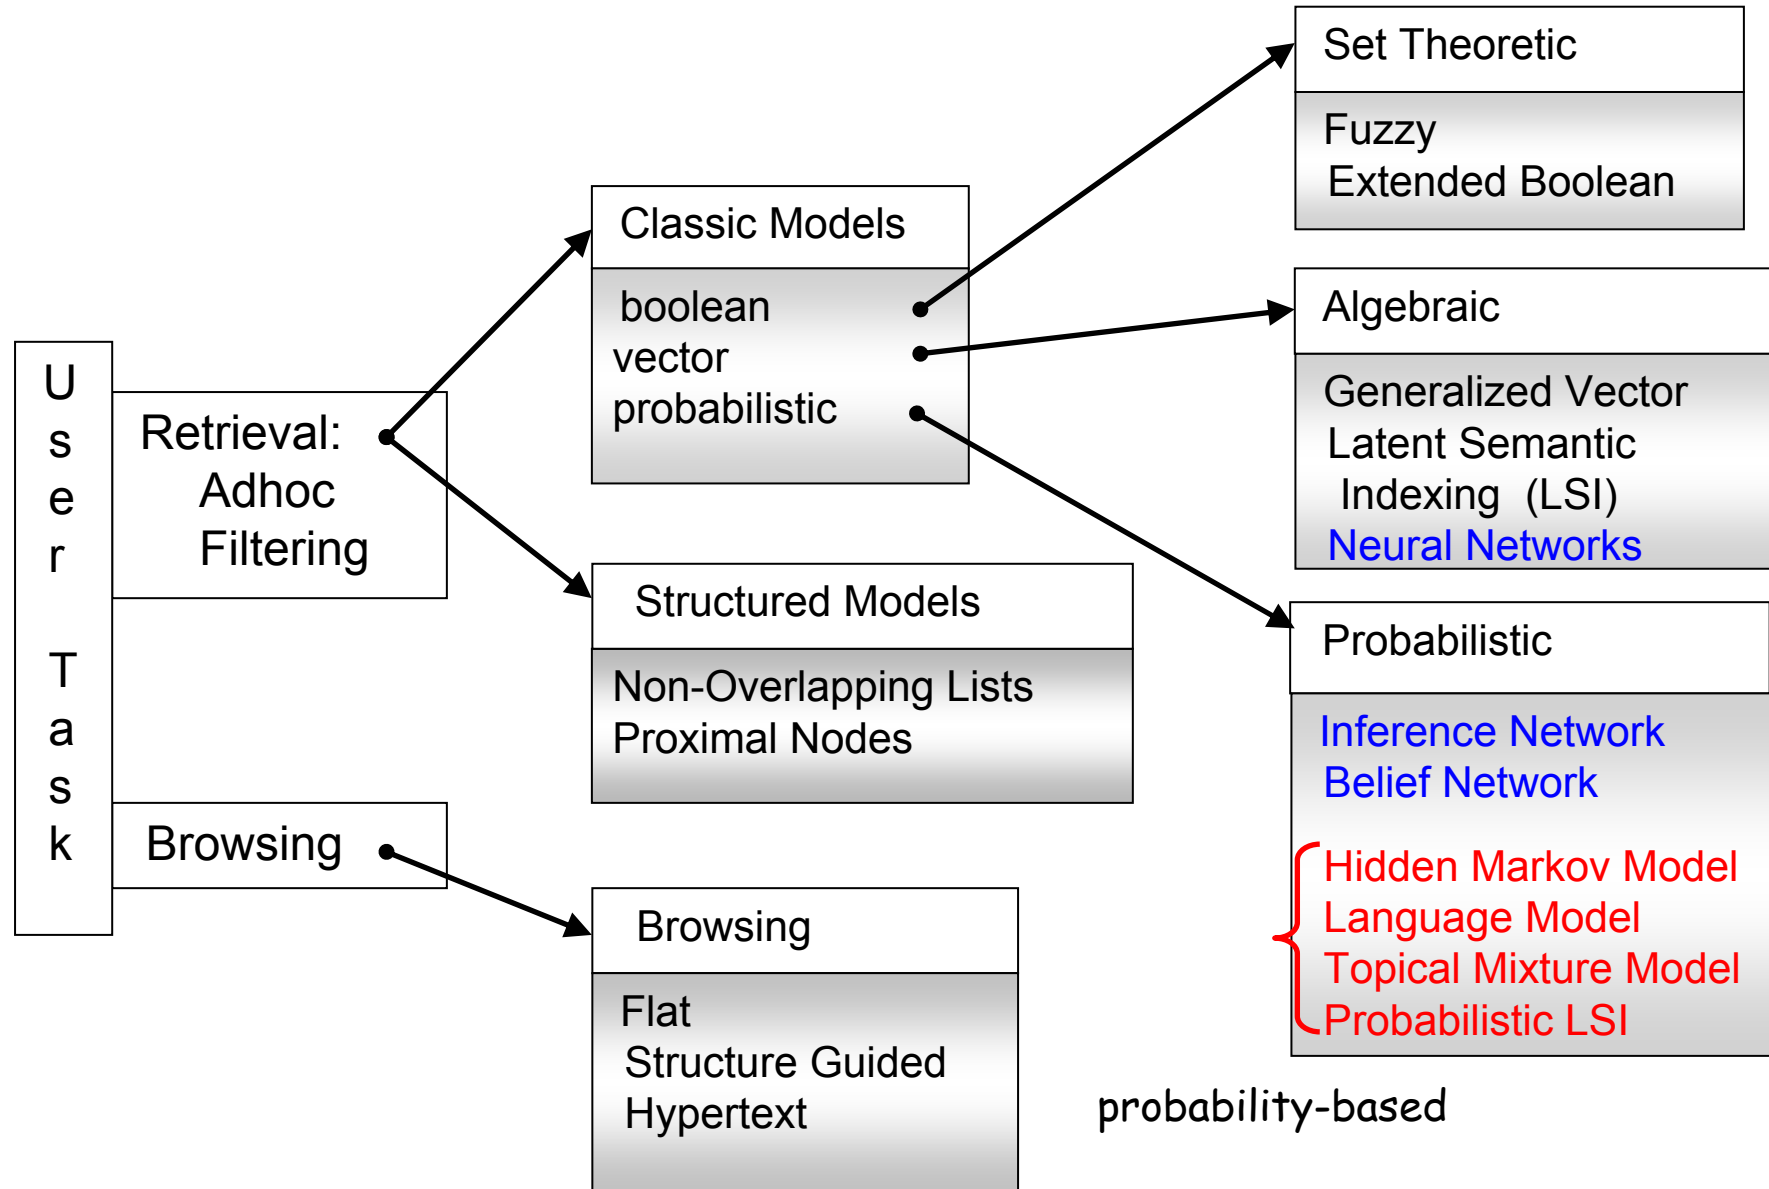 User Task
Retrieval:
Adhoc
Filtering
Browsing
Classic Models
boolean
vector
probabilistic
Structured Models
Non-Overlapping Lists
Proximal Nodes
Browsing
Flat
Structure Guided
Hypertext
Set Theoretic
Fuzzy
Extended Boolean
Algebraic
Generalized Vector
Latent Semantic
Indexing (LSI)
Neural Networks
Probabilistic
Inference Network
Belief Network
Hidden Markov Model
Language Model
Topical Mixture Model
Probabilistic LSI
probability-based